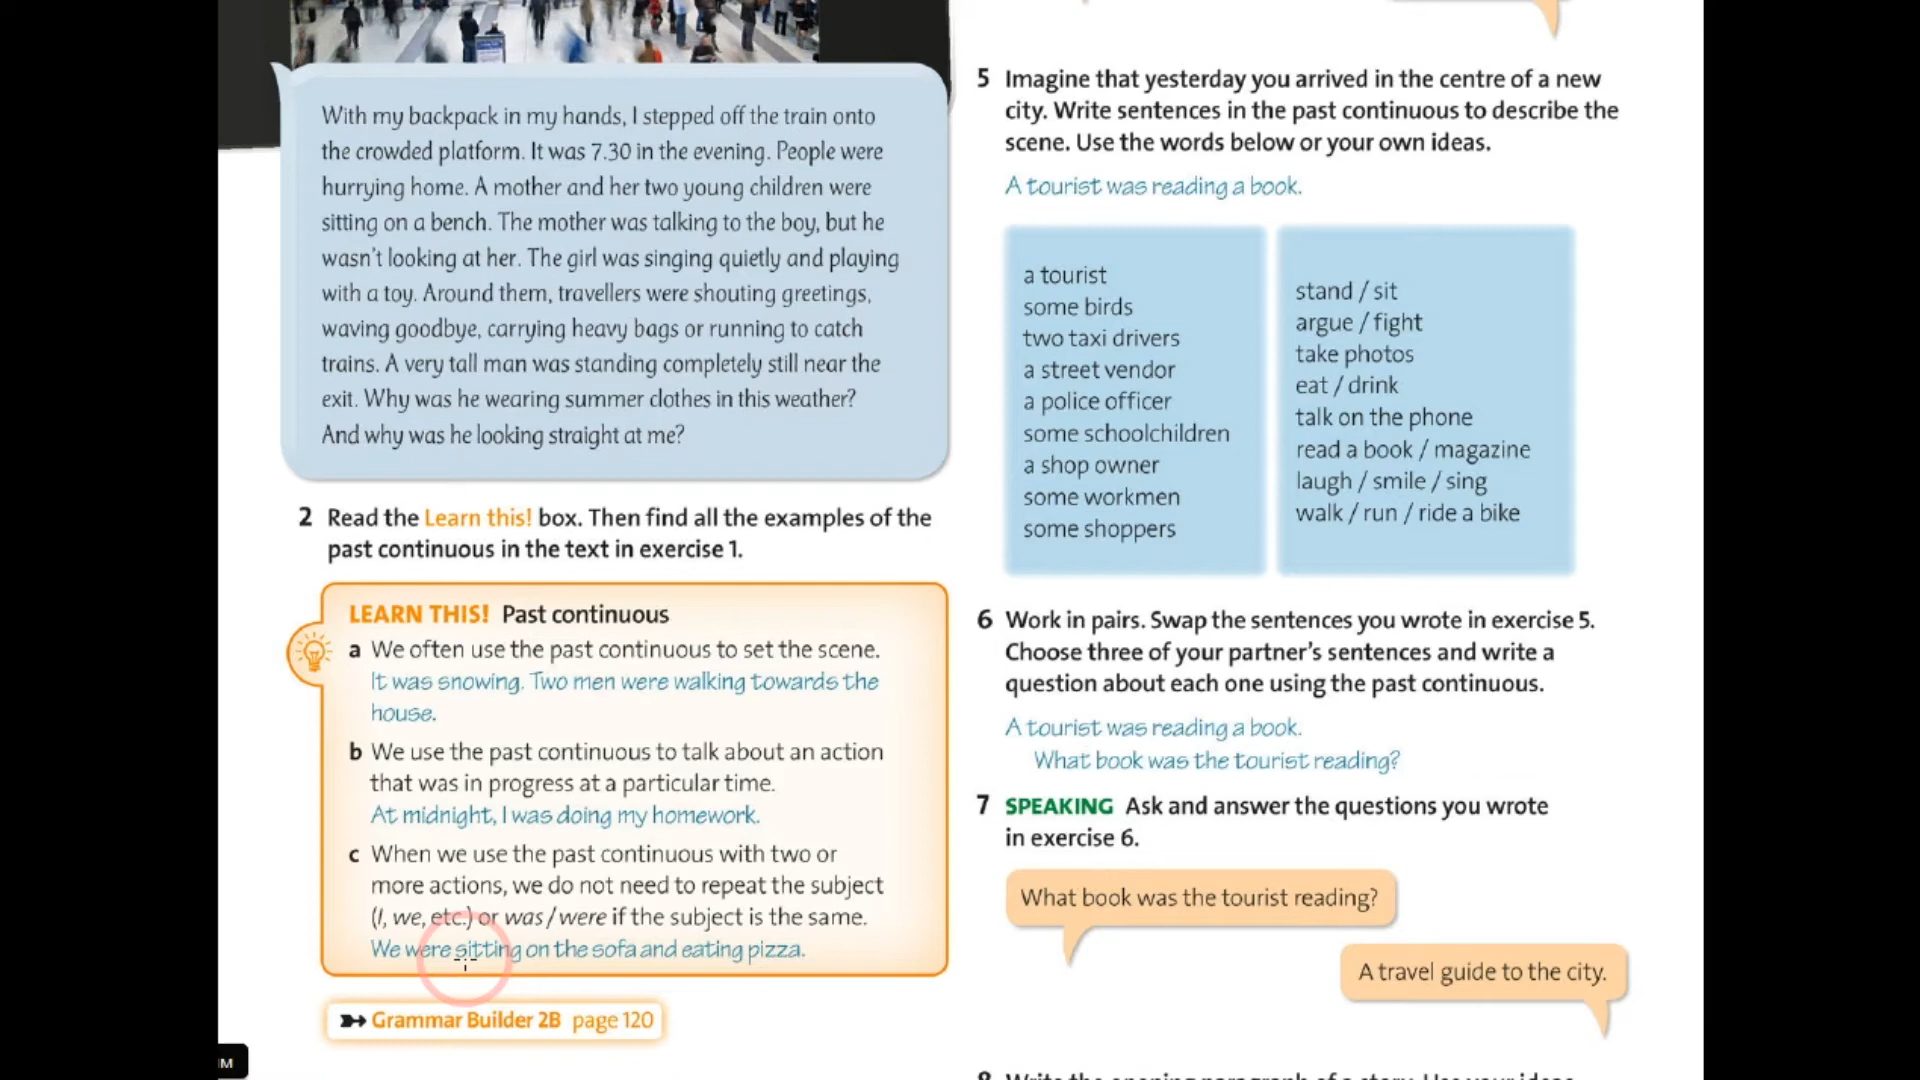 With my backpack in my hands, I stepped off the train onto
the crowded platform. It was 7.30 in the evening. People were
hurrying home. A mother and her two young children were
sitting on a bench. The mother was talking to the boy, but he
wasn't looking at her. The girl was singing quietly and playing
with a toy. Around them, travellers were shouting greetings,
waving goodbye, carrying heavy bags or running to catch
trains. A very tall man was standing completely still near the
exit. Why was he wearing summer clothes in this weather?
And why was he looking straight at me?
2 Read the Learn this! box. Then find all the examples of the
past continuous in the text in exercise 1.
LEARN THIS! Past continuous
a We often use the past continuous to set the scene.
It was snowing. Two men were walking towards the
house.
b We use the past continuous to talk about an action
that was in progress at a particular time.
At midnight, I was doing my homework.
c When we use the past continuous with two or
more actions, we do not need to repeat the subject
(I, we, etc.) or was / were if the subject is the same.
We were sitting on the sofa and eating pizza.
Grammar Builder 2B page 120
IM
5 Imagine that yesterday you arrived in the centre of a new
city. Write sentences in the past continuous to describe the
scene. Use the words below or your own ideas.
A tourist was reading a book.
a tourist
some birds
two taxi drivers
a street vendor
a police officer
some schoolchildren
a shop owner
some workmen
some shoppers
stand / sit
argue / fight
take photos
eat / drink
talk on the phone
read a book / magazine
laugh / smile / sing
walk / run / ride a bike
6 Work in pairs. Swap the sentences you wrote in exercise 5.
Choose three of your partner's sentences and write a
question about each one using the past continuous.
A tourist was reading a book.
What book was the tourist reading?
7 SPEAKING Ask and answer the questions you wrote
in exercise 6.
What book was the tourist reading?
A travel guide to the city.
8 Write the opening paragraph of a story. Use your ideas